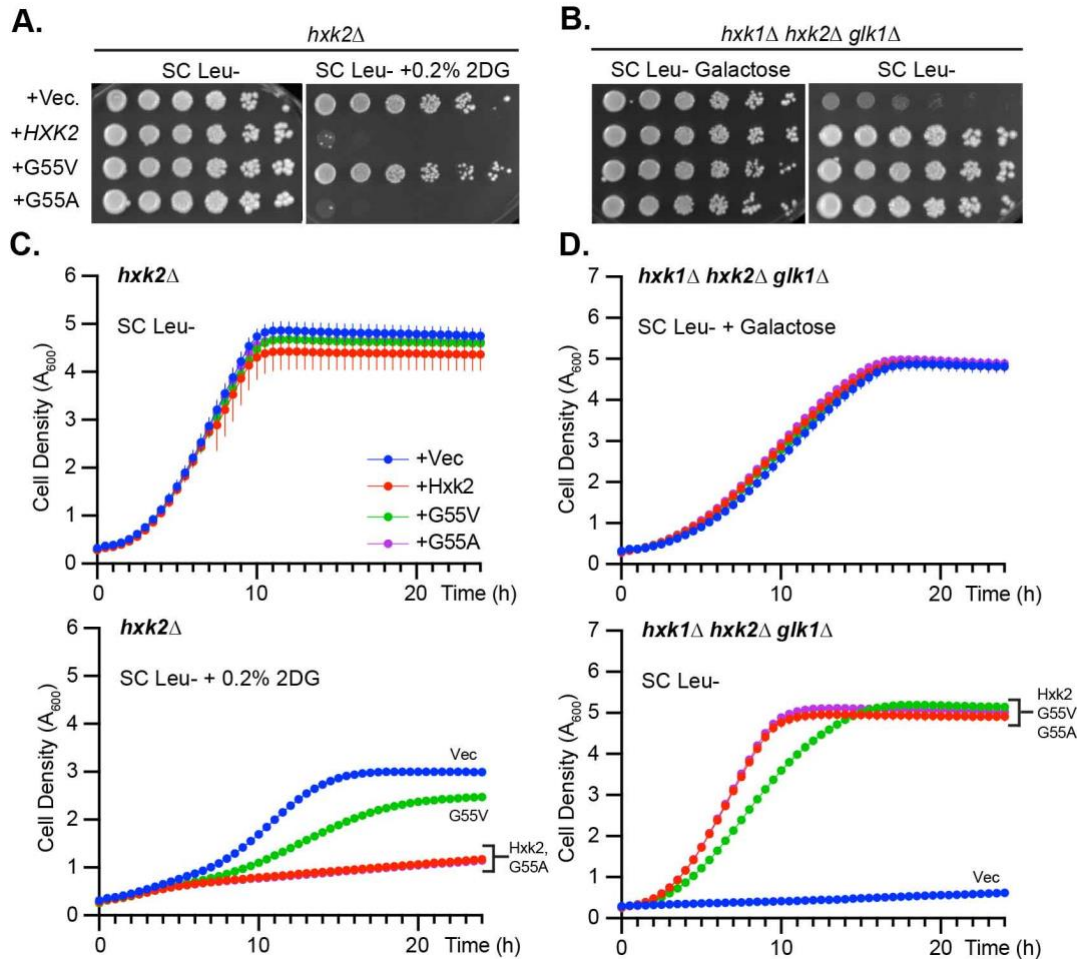 A.
hxk2Δ
SC Leu-
SC Leu- +0.2% 2DG
+Vec.
+HXK2
+G55V
+G55A
B.
hxk1Δ hxk2Δ glk1Δ
SC Leu- Galactose
SC Leu-
C.
hxk2Δ
SC Leu-
Cell Density (A600)
6
5
4
3
2
1
0
+Vec
+Hxk2
+G55V
+G55A
0
10
20
Time (h)
hxk2Δ
SC Leu- + 0.2% 2DG
Cell Density (A600)
6
5
4
3
2
1
0
Vec
G55V
Hxk2,
G55A
0
10
20
Time (h)
D.
hxk1Δ hxk2Δ glk1Δ
SC Leu- + Galactose
Cell Density (A600)
7
6
5
4
3
2
1
0
0
10
20
Time (h)
hxk1Δ hxk2Δ glk1Δ
SC Leu-
Cell Density (A600)
7
6
5
4
3
2
1
0
Hxk2
G55V
G55A
Vec
0
10
20
Time (h)